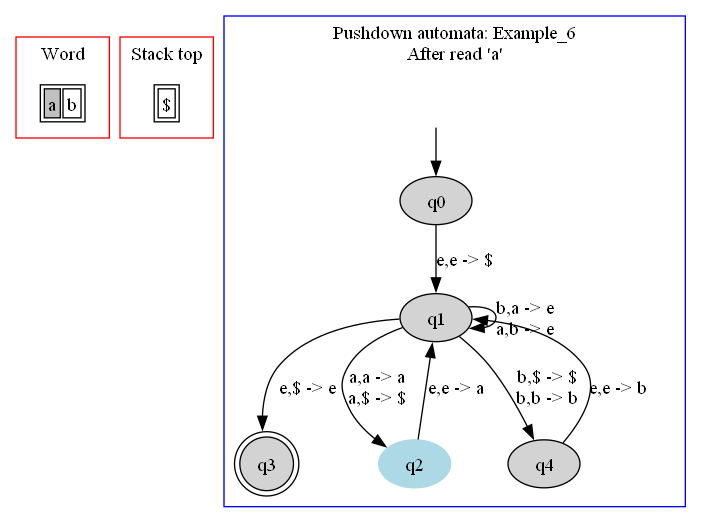 Word
a b
Stack top
$
Pushdown automata: Example_6
After read 'a'
q0
e,e -> $
q1
b,a -> e
a,b -> e
e,$ -> e
a,a -> a
a,$ -> $
e,e -> a
b,$ -> $
b,b -> b
e,e -> b
q3
q2
q4